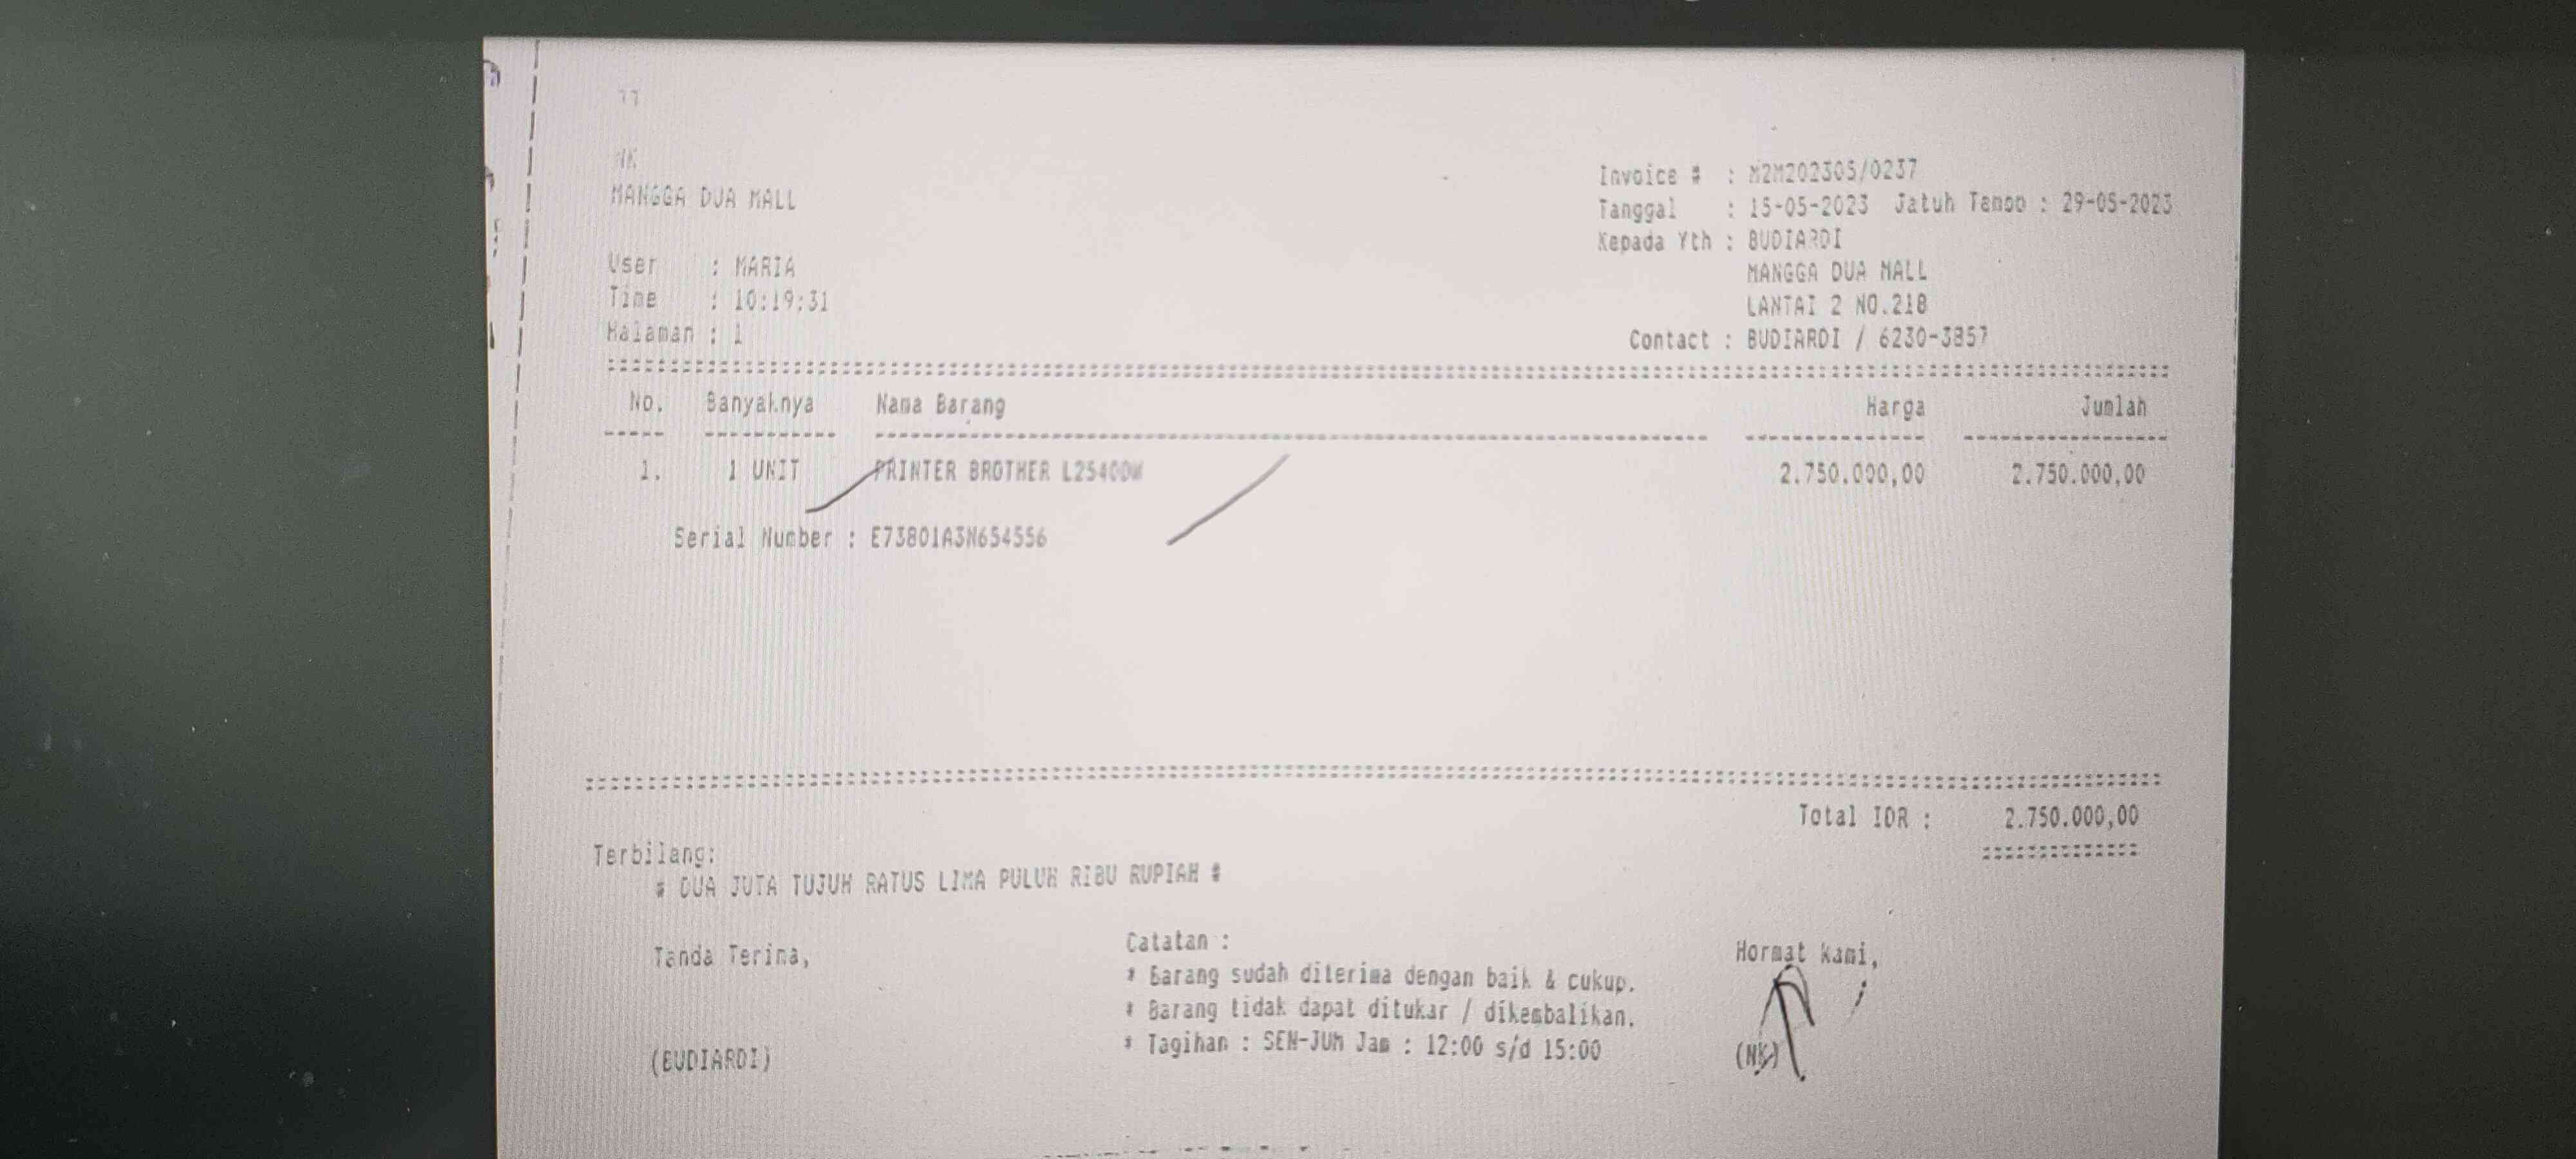 NK
MANGGA DUA MALL
Invoice # : M2M202305/0237
Tanggal : 15-05-2023 Jatuh Tempo : 29-05-2023
Kepada Yth : BUDIARDI
MANGGA DUA MALL
LANTAI 2 NO.218
Contact : BUDIARDI / 6230-3857
User : MARIA
Time : 10:19:31
Halaman : 1
No. Banyaknya Nama Barang Harga Jumlah
1. 1 UNIT PRINTER BROTHER L2540DW 2.750.000,00 2.750.000,00
Serial Number : E73801A3N654556
Total IDR : 2.750.000,00
Terbilang:
# DUA JUTA TUJUH RATUS LIMA PULUH RIBU RUPIAH #
Tanda Terima,
(BUDIARDI)
Catatan :
* Barang sudah diterima dengan baik & cukup.
* Barang tidak dapat ditukar / dikembalikan.
* Tagihan : SEN-JUM Jam : 12:00 s/d 15:00
Hormat kami,
(NK)